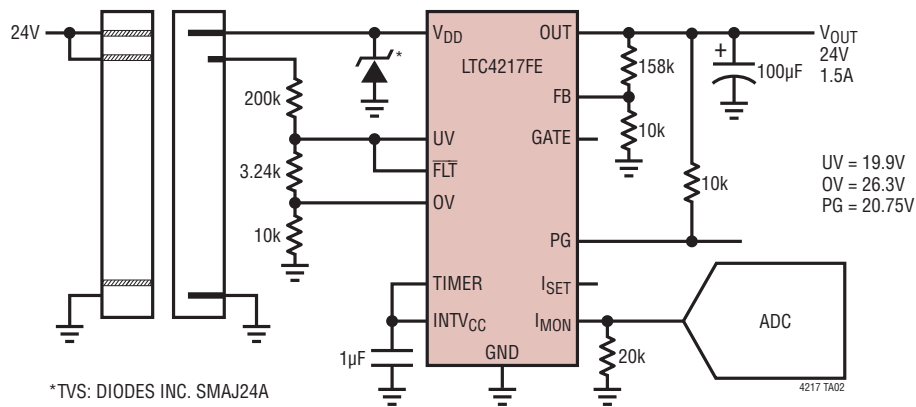 24V
200k
3.24k
10k
*
VDD
UV
FLT
OV
TIMER
INTVCC
GND
LTC4217FE
OUT
FB
GATE
PG
ISET
IMON
1µF
158k
10k
10k
20k
+
100µF
VOUT
24V
1.5A
UV = 19.9V
OV = 26.3V
PG = 20.75V
ADC
4217 TA02
*TVS: DIODES INC. SMAJ24A